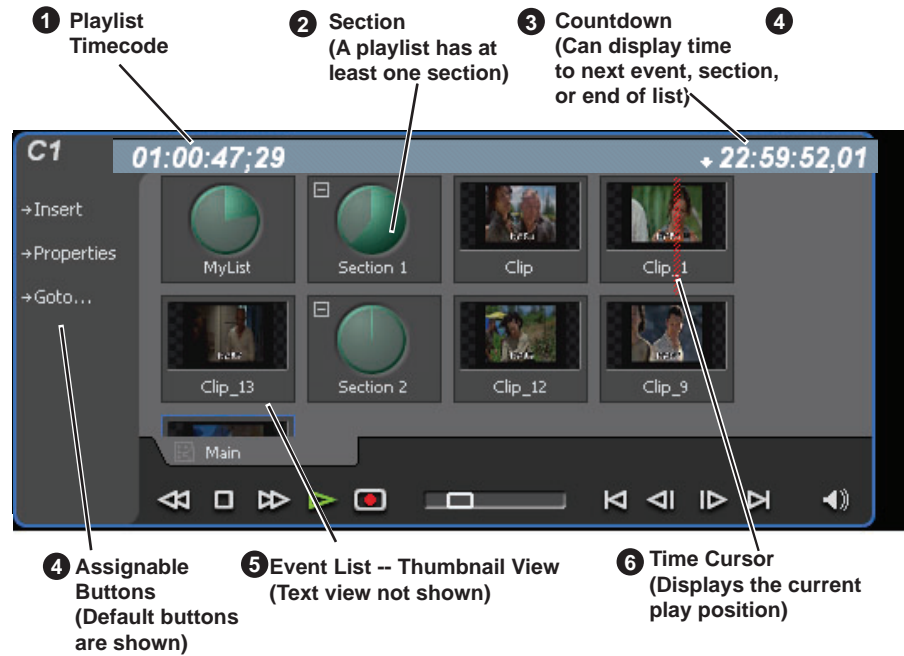 1 Playlist
Timecode
2 Section
(A playlist has at
least one section)
3 Countdown
(Can display time
to next event, section,
or end of list)
4
C1
01:00:47;29
22:59:52,01
→Insert
→Properties
→Goto...
MyList
Section 1
Clip
Clip_1
Clip_13
Section 2
Clip_12
Clip_9
Main
4 Assignable
Buttons
(Default buttons
are shown)
5 Event List -- Thumbnail View
(Text view not shown)
6 Time Cursor
(Displays the current
play position)